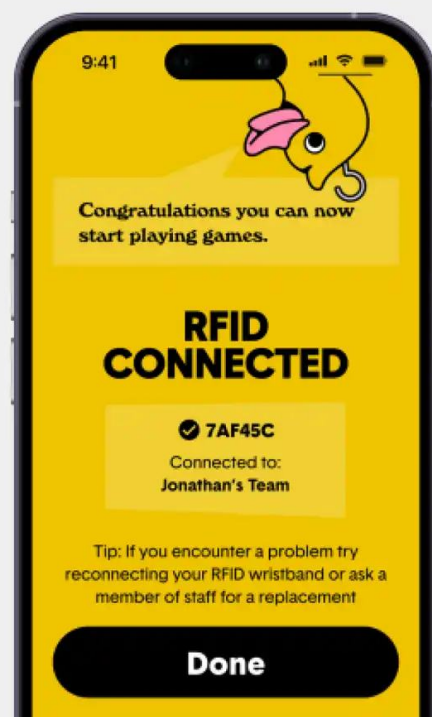 9:41
Congratulations you can now
start playing games.
RFID
CONNECTED
7AF45C
Connected to:
Jonathan's Team
Tip: If you encounter a problem try
reconnecting your RFID wristband or ask a
member of staff for a replacement
Done